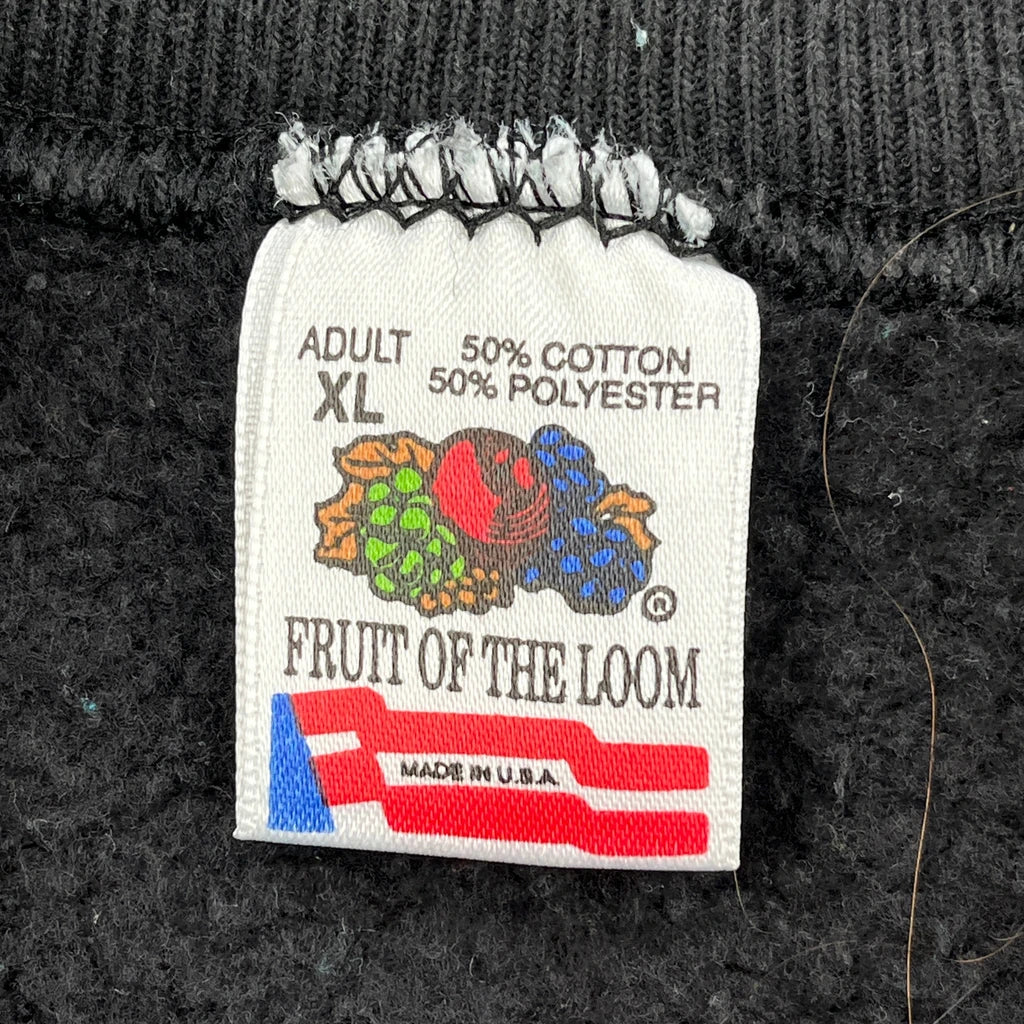 ADULT
XL
50% COTTON
50% POLYESTER
®
FRUIT OF THE LOOM
MADE IN U.S.A.